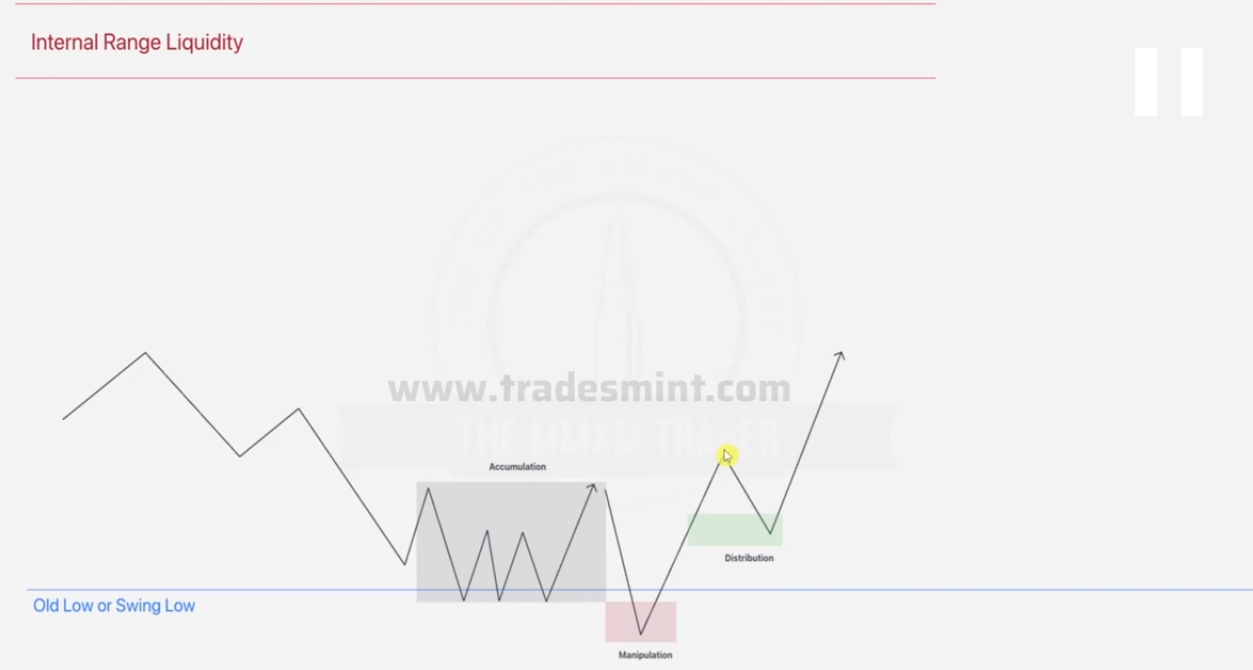 Internal Range Liquidity
www.tradesmint.com
THE MMXM TRADER
Accumulation
Distribution
Old Low or Swing Low
Manipulation